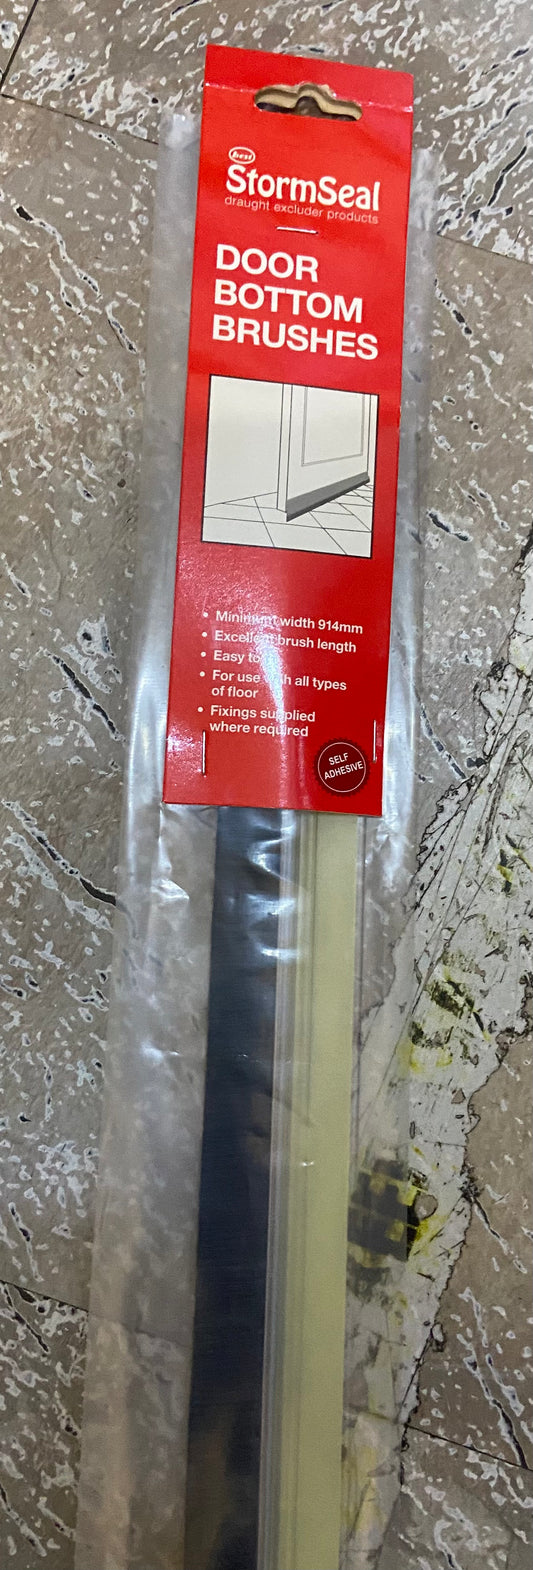 best
StormSeal
draught excluder products
DOOR
BOTTOM
BRUSHES
• Minimum width 914mm
• Excellent brush length
• Easy to
• For use with all types
of floor
• Fixings supplied
where required
SELF
ADHESIVE